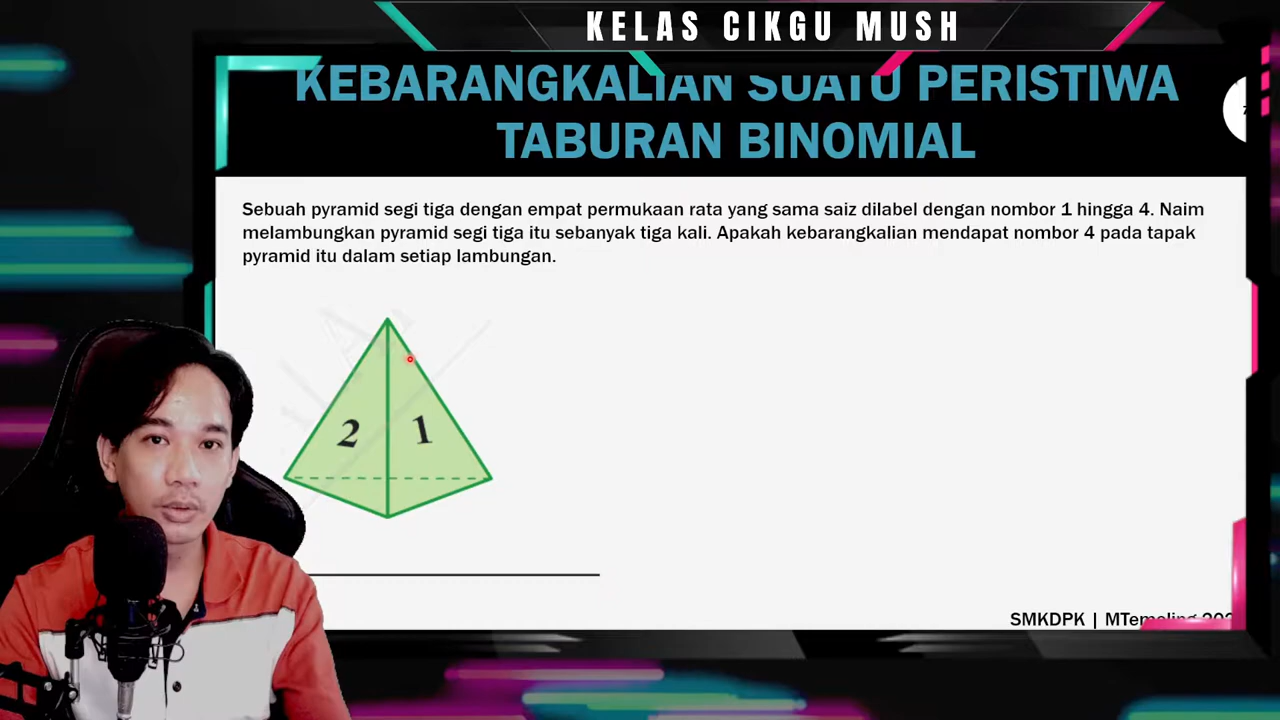 KELAS CIKGU MUSH
KEBARANGKALIAN SUATU PERISTIWA
TABURAN BINOMIAL
Sebuah pyramid segi tiga dengan empat permukaan rata yang sama saiz dilabel dengan nombor 1 hingga 4. Naim
melambungkan pyramid segi tiga itu sebanyak tiga kali. Apakah kebarangkalian mendapat nombor 4 pada tapak
pyramid itu dalam setiap lambungan.
2 1
SMKDPK |